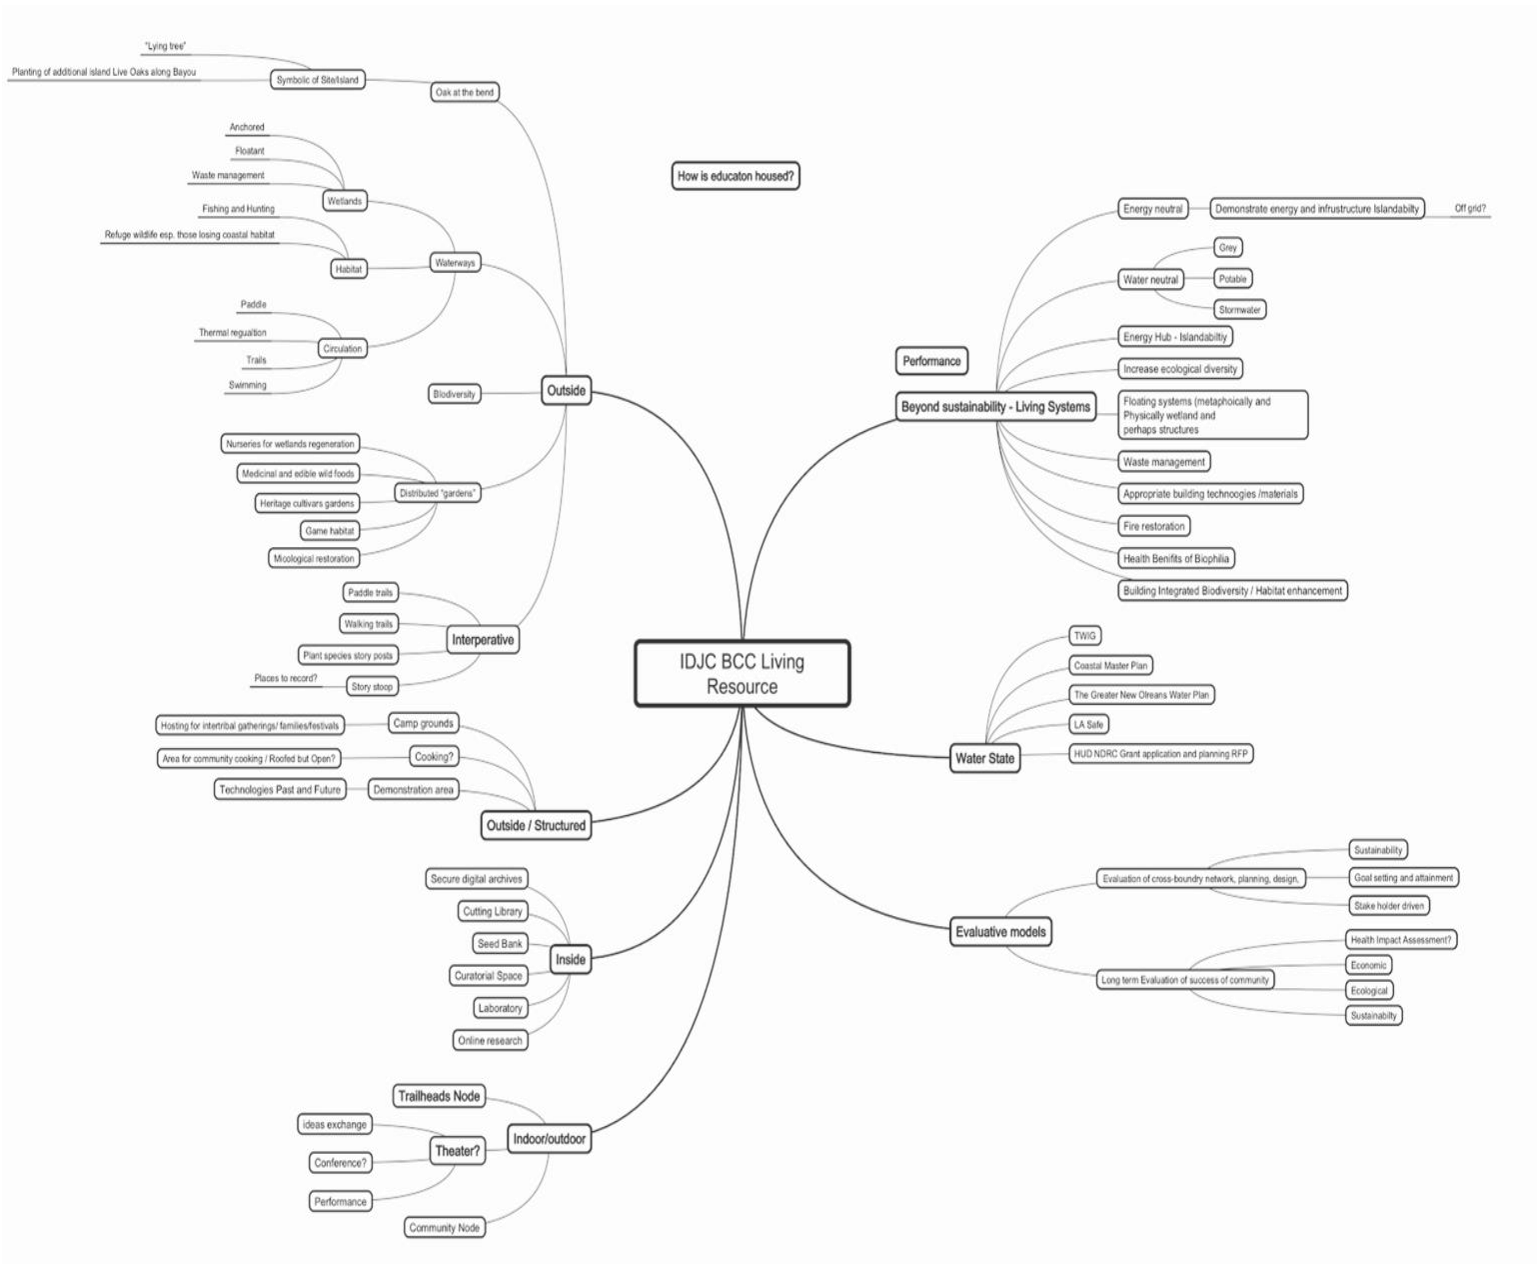 "Lying tree"
Planting of additional island Live Oaks along Bayou
Symbolic of Site/Island
Oak at the bend
Anchored
Floatant
Waste management
Wetlands
Fishing and Hunting
Refuge wildlife esp. those losing coastal habitat
Habitat
Waterways
Paddle
Thermal regualtion
Trails
Swimming
Circulation
Biodiversity
Outside
Nurseries for wetlands regeneration
Medicinal and edible wild foods
Heritage cultivars gardens
Game habitat
Micological restoration
Distributed "gardens"
Paddle trails
Walking trails
Plant species story posts
Places to record?
Story stoop
Interperative
Hosting for intertribal gatherings/ families/festivals
Camp grounds
Area for community cooking / Roofed but Open?
Cooking?
Technologies Past and Future
Demonstration area
Outside / Structured
Secure digital archives
Cutting Library
Seed Bank
Curatorial Space
Laboratory
Online research
Inside
Trailheads Node
ideas exchange
Conference?
Performance
Theater?
Indoor/outdoor
Community Node
How is educaton housed?
IDJC BCC Living
Resource
Performance
Beyond sustainability - Living Systems
Energy neutral
Demonstrate energy and infrustructure Islandabilty
Off grid?
Water neutral
Grey
Potable
Stormwater
Energy Hub - Islandabiltiy
Increase ecological diversity
Floating systems (metaphoically and
Physically wetland and
perhaps structures
Waste management
Appropriate building technoogies /materials
Fire restoration
Health Benifits of Biophilia
Building Integrated Biodiversity / Habitat enhancement
Water State
TWIG
Coastal Master Plan
The Greater New Olreans Water Plan
LA Safe
HUD NDRC Grant application and planning RFP
Evaluative models
Evaluation of cross-boundry network, planning, design,
Sustainability
Goal setting and attainment
Stake holder driven
Long term Evaluation of success of community
Health Impact Assessment?
Economic
Ecological
Sustainabilty